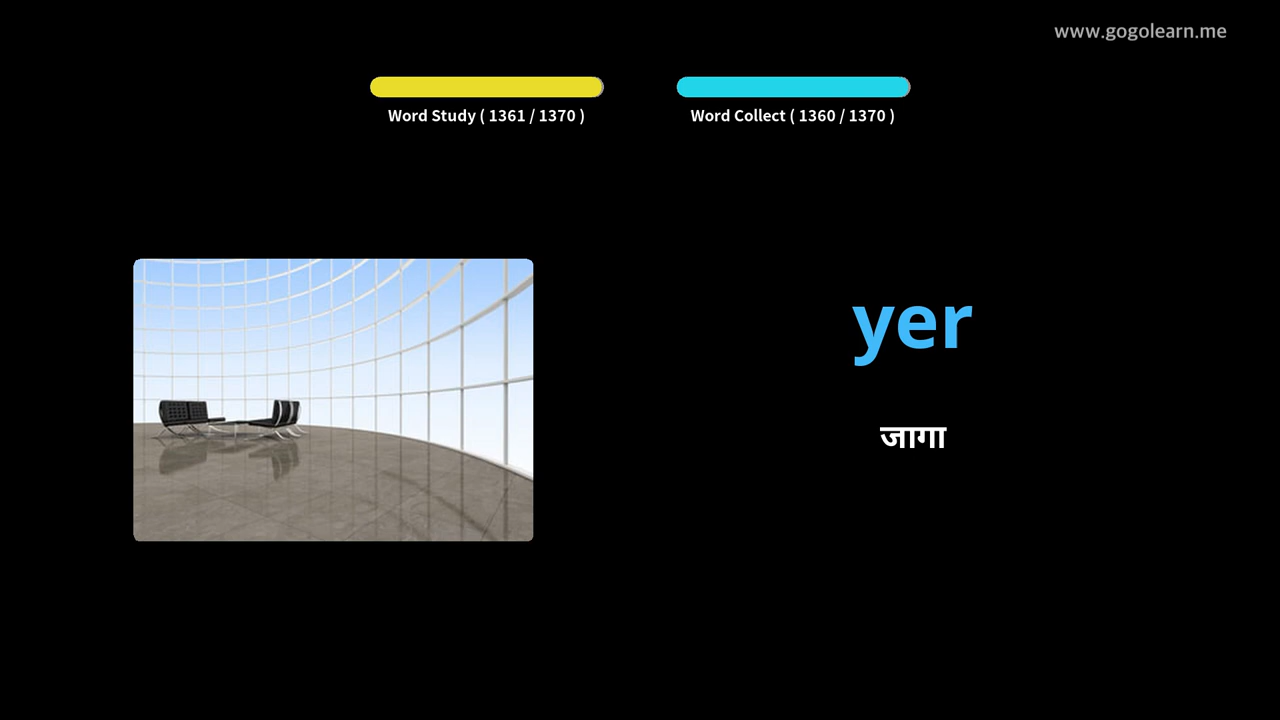 www.gogolearn.me
Word Study ( 1361 / 1370 )
Word Collect ( 1360 / 1370 )
yer
जागा